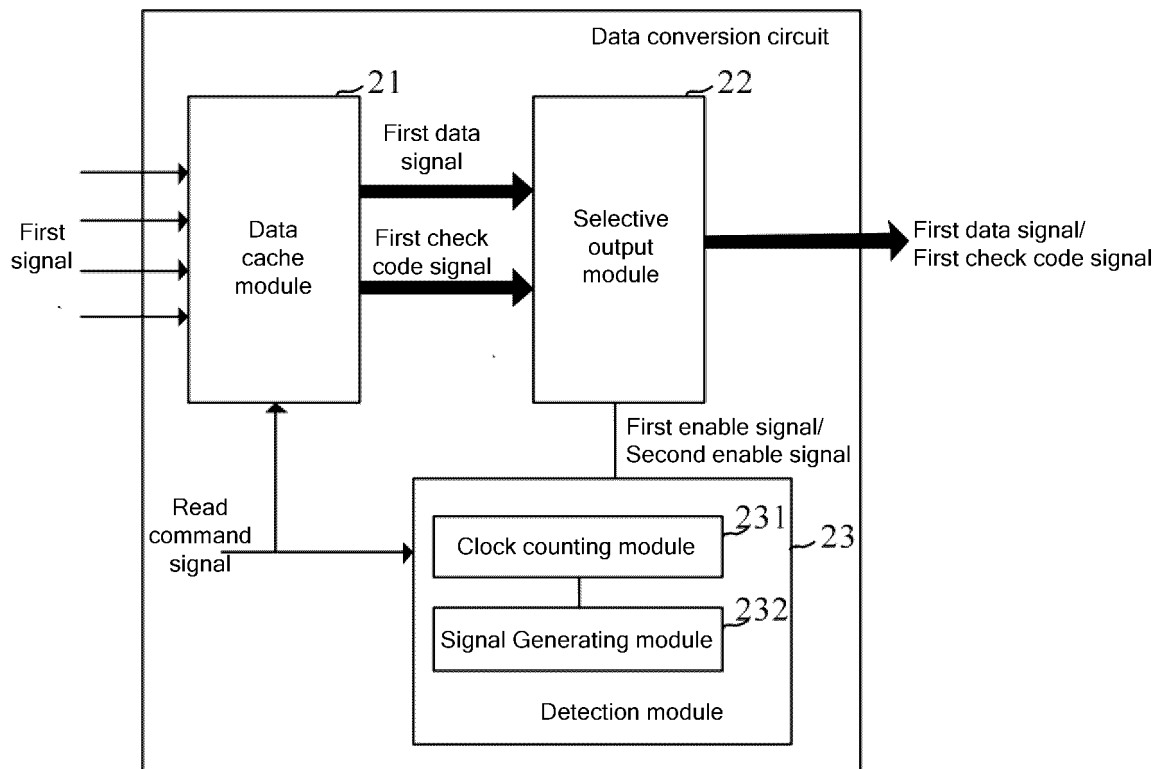 Data conversion circuit
21
22
First data
signal
First
signal
Data
cache
module
First check
code signal
Selective
output
module
First data signal/
First check code signal
First enable signal/
Second enable signal
Read
command
signal
231
Clock counting module
23
232
Signal Generating module
Detection module